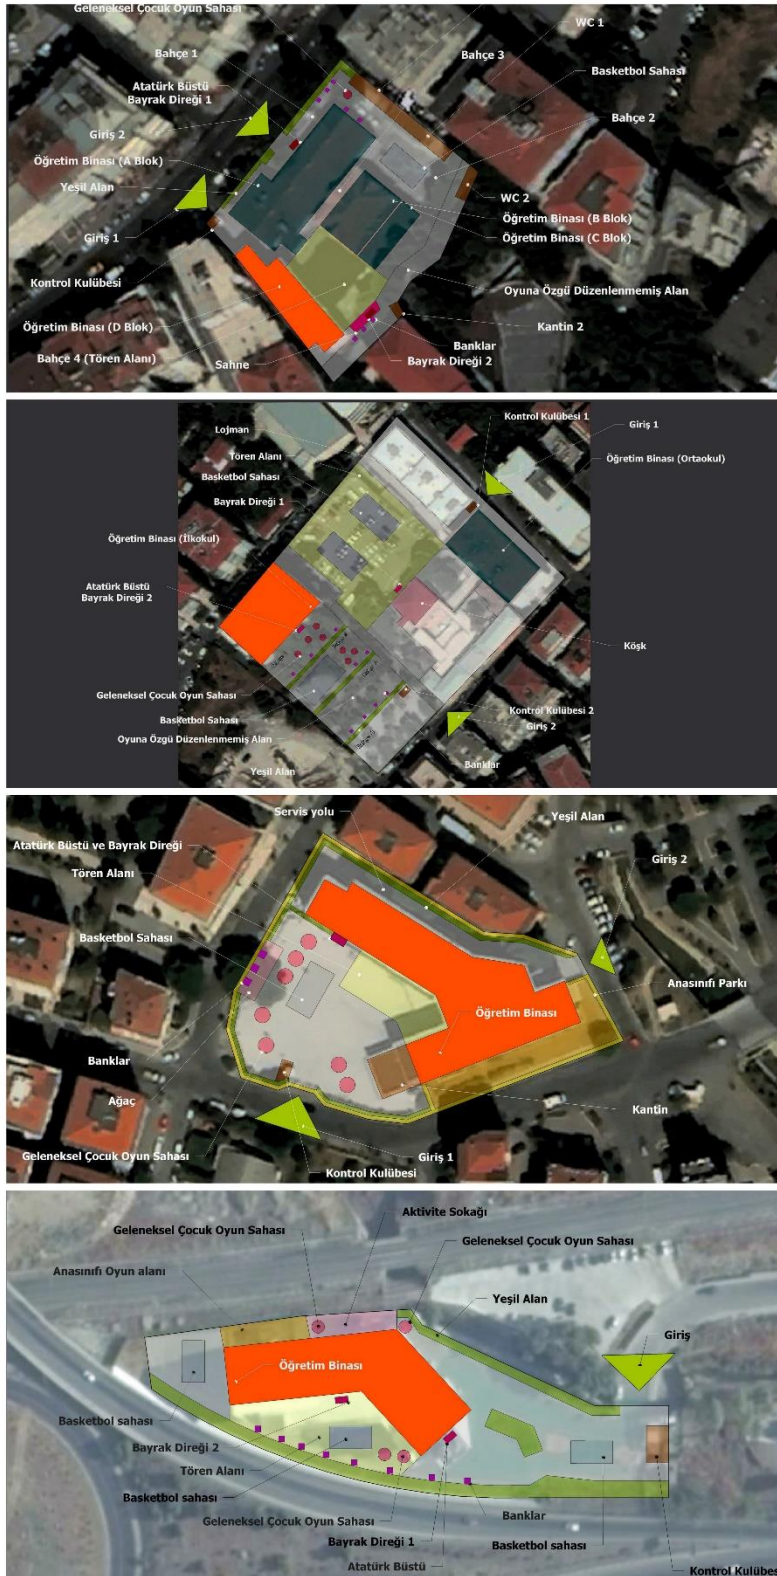 Geleneksel Çocuk Oyun Sahası
WC 1
Bahçe 1
Bahçe 3
Basketbol Sahası
Atatürk Büstü
Bayrak Direği 1
Bahçe 2
Giriş 2
Öğretim Binası (A Blok)
Yeşil Alan
WC 2
Öğretim Binası (B Blok)
Giriş 1
Öğretim Binası (C Blok)
Kontrol Kulübesi
Oyuna Özgü Düzenlenmemiş Alan
Öğretim Binası (D Blok)
Kantin 2
Banklar
Bahçe 4 (Tören Alanı)
Sahne
Bayrak Direği 2
Kontrol Kulübesi 1
Giriş 1
Lojman
Tören Alanı
Öğretim Binası (Ortaokul)
Basketbol Sahası
Bayrak Direği 1
Öğretim Binası (İlkokul)
Atatürk Büstü
Bayrak Direği 2
Köşk
Geleneksel Çocuk Oyun Sahası
Basketbol Sahası
Kontrol Kulübesi 2
Giriş 2
Oyuna Özgü Düzenlenmemiş Alan
Banklar
Yeşil Alan
Servis yolu
Yeşil Alan
Atatürk Büstü ve Bayrak Direği
Giriş 2
Tören Alanı
Basketbol Sahası
Anasınıfı Parkı
Öğretim Binası
Banklar
Ağaç
Kantin
Geleneksel Çocuk Oyun Sahası
Giriş 1
Kontrol Kulübesi
Aktivite Sokağı
Geleneksel Çocuk Oyun Sahası
Geleneksel Çocuk Oyun Sahası
Anasınıfı Oyun alanı
Yeşil Alan
Giriş
Öğretim Binası
Basketbol sahası
Bayrak Direği 2
Tören Alanı
Basketbol sahası
Banklar
Geleneksel Çocuk Oyun Sahası
Bayrak Direği 1
Basketbol sahası
Atatürk Büstü
Kontrol Kulübesi